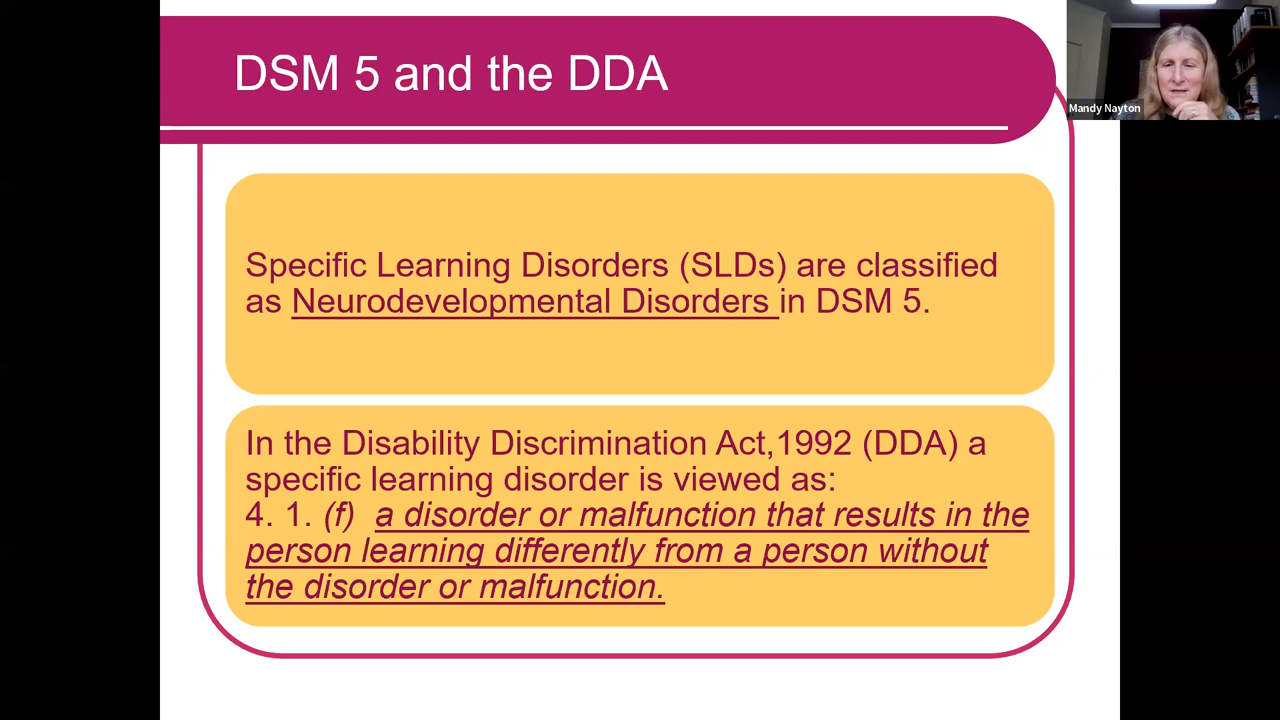 DSM 5 and the DDA
Mandy Nayton
Specific Learning Disorders (SLDs) are classified
as Neurodevelopmental Disorders in DSM 5.
In the Disability Discrimination Act,1992 (DDA) a
specific learning disorder is viewed as:
4. 1. (f) a disorder or malfunction that results in the
person learning differently from a person without
the disorder or malfunction.